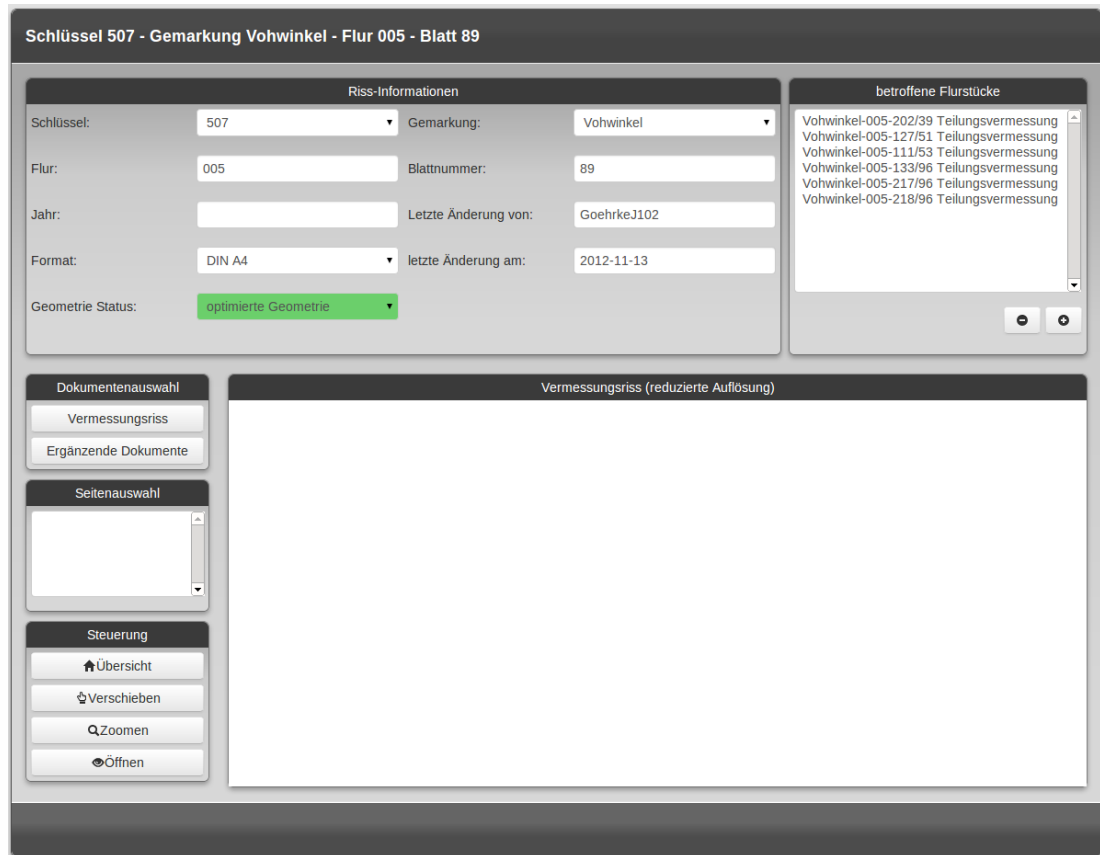 Schlüssel 507 - Gemarkung Vohwinkel - Flur 005 - Blatt 89
Riss-Informationen
Schlüssel: 507 Gemarkung: Vohwinkel
Flur: 005 Blattnummer: 89
Jahr: Letzte Änderung von: GoehrkeJ102
Format: DIN A4 letzte Änderung am: 2012-11-13
Geometrie Status: optimierte Geometrie
betroffene Flurstücke
Vohwinkel-005-202/39 Teilungsvermessung
Vohwinkel-005-127/51 Teilungsvermessung
Vohwinkel-005-111/53 Teilungsvermessung
Vohwinkel-005-133/96 Teilungsvermessung
Vohwinkel-005-217/96 Teilungsvermessung
Vohwinkel-005-218/96 Teilungsvermessung
Dokumentenauswahl
Vermessungsriss
Ergänzende Dokumente
Seitenauswahl
Steuerung
Übersicht
Verschieben
Zoomen
Öffnen
Vermessungsriss (reduzierte Auflösung)